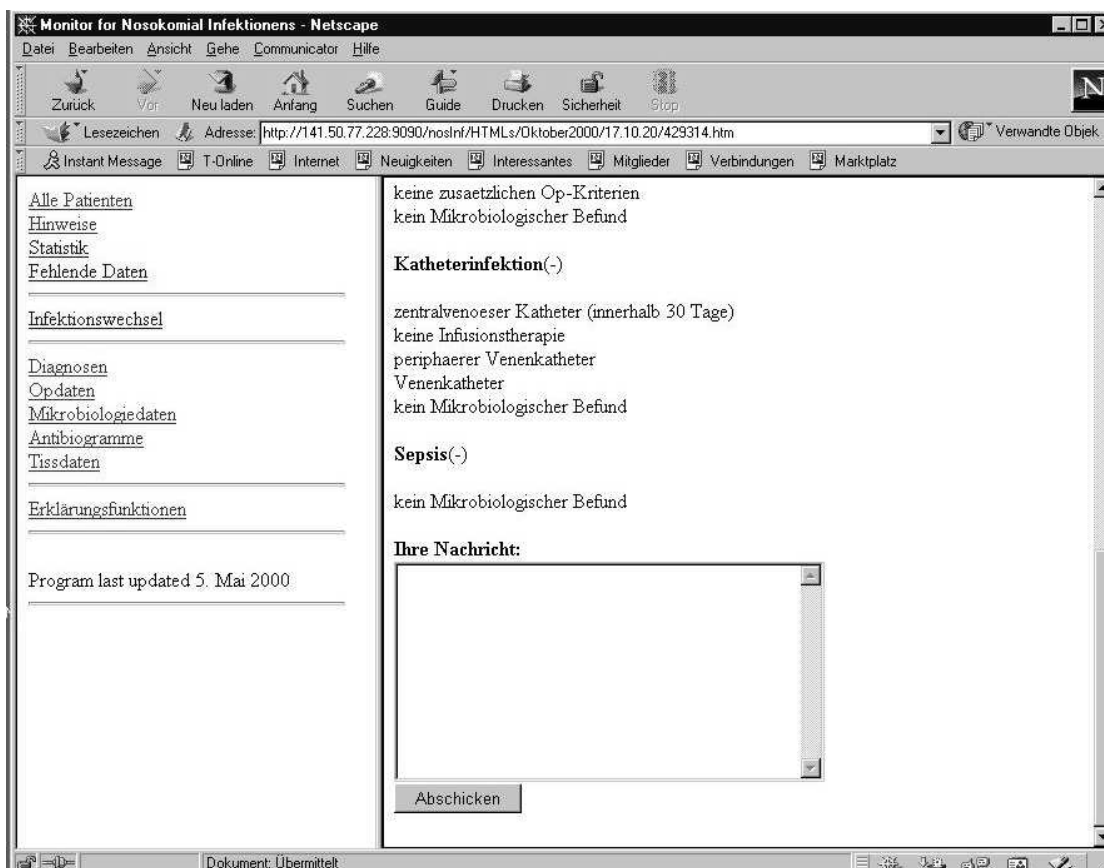 Monitor for Nosokomial Infektionens - Netscape
Datei Bearbeiten Ansicht Gehe Communicator Hilfe
Zurück Vor Neu laden Anfang Suchen Guide Drucken Sicherheit Stop
N
Lesezeichen Adresse: http://141.50.77.228:9090/nosInf/HTMLs/Oktober2000/17.10.20/429314.htm Verwandte Objek
Instant Message T-Online Internet Neuigkeiten Interessantes Mitglieder Verbindungen Marktplatz
Alle Patienten
Hinweise
Statistik
Fehlende Daten
Infektionswechsel
Diagnosen
Opdaten
Mikrobiologiedaten
Antibiogramme
Tissdaten
Erklärungsfunktionen
Program last updated 5. Mai 2000
keine zusaetzlichen Op-Kriterien
kein Mikrobiologischer Befund
Katheterinfektion(-)
zentralvenoeser Katheter (innerhalb 30 Tage)
keine Infusionstherapie
periphaerer Venenkatheter
Venenkatheter
kein Mikrobiologischer Befund
Sepsis(-)
kein Mikrobiologischer Befund
Ihre Nachricht:
Abschicken
Dokument: Übermittelt